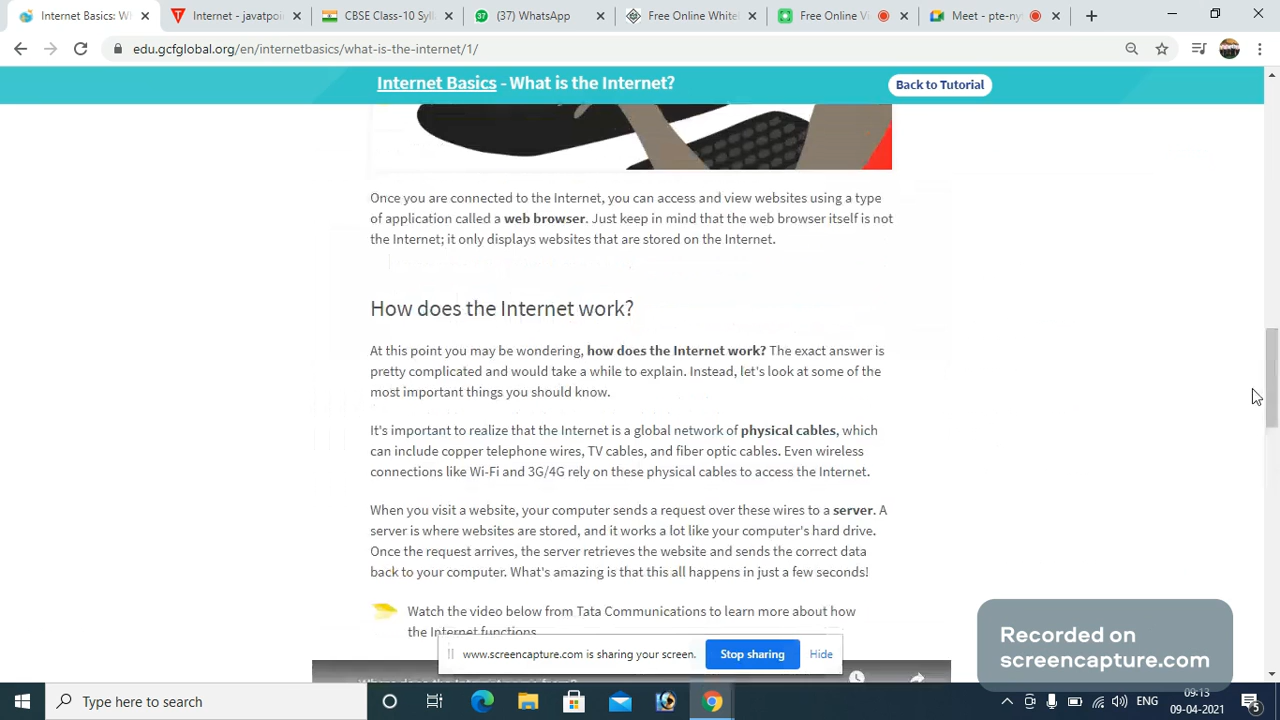 Internet Basics: W
Internet - javatpoin
CBSE Class-10 Syll
37
(37) WhatsApp
Free Online Whitel
Free Online Vi
Meet - pte-ny
edu.gcfglobal.org/en/internetbasics/what-is-the-internet/1/
Internet Basics - What is the Internet?
Back to Tutorial
Once you are connected to the Internet, you can access and view websites using a type
of application called a web browser. Just keep in mind that the web browser itself is not
the Internet; it only displays websites that are stored on the Internet.
How does the Internet work?
At this point you may be wondering, how does the Internet work? The exact answer is
pretty complicated and would take a while to explain. Instead, let's look at some of the
most important things you should know.
It's important to realize that the Internet is a global network of physical cables, which
can include copper telephone wires, TV cables, and fiber optic cables. Even wireless
connections like Wi-Fi and 3G/4G rely on these physical cables to access the Internet.
When you visit a website, your computer sends a request over these wires to a server. A
server is where websites are stored, and it works a lot like your computer's hard drive.
Once the request arrives, the server retrieves the website and sends the correct data
back to your computer. What's amazing is that this all happens in just a few seconds!
Watch the video below from Tata Communications to learn more about how
the Internet functions.
www.screencapture.com is sharing your screen.
Stop sharing
Hide
Recorded on
screencapture.com
Type here to search
ENG
09:13
09-04-2021
5